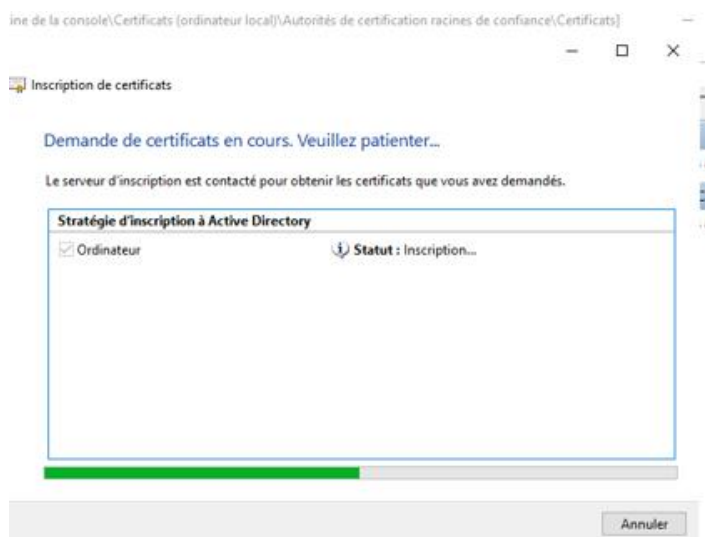 ine de la console\Certificats (ordinateur local)\Autorités de certification racines de confiance\Certificats]
Inscription de certificats
Demande de certificats en cours. Veuillez patienter...
Le serveur d'inscription est contacté pour obtenir les certificats que vous avez demandés.
Stratégie d'inscription à Active Directory
Ordinateur Statut : Inscription...
Annuler